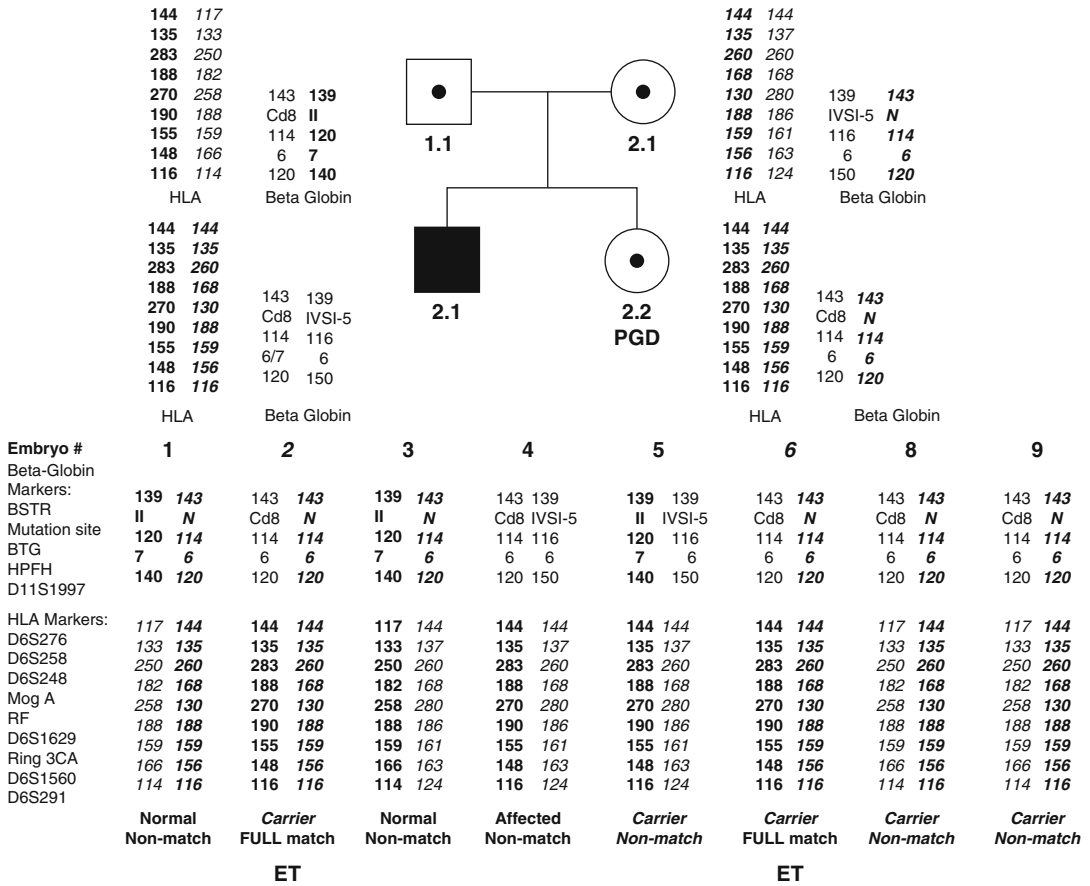 144 117
135 133
283 250
188 182
270 258
190 188
155 159
148 166
116 114
HLA
143 139
Cd8 II
114 120
6 7
120 140
Beta Globin
1.1
2.1
144 144
135 137
260 260
168 168
130 280
188 186
159 161
156 163
116 124
HLA
139 143
IVSI-5 N
116 114
6 6
150 120
Beta Globin
144 144
135 135
283 260
188 168
270 130
190 188
155 159
148 156
116 116
HLA
143 139
Cd8 IVSI-5
114 116
6/7 6
120 150
Beta Globin
2.1
2.2
PGD
144 144
135 135
283 260
188 168
270 130
190 188
155 159
148 156
116 116
HLA
143 143
Cd8 N
114 114
6 6
120 120
Beta Globin
Embryo # 1 2 3 4 5 6 8 9
Beta-Globin
Markers:
BSTR 139 143 143 143 139 143 143 139 139 139 143 143 143 143 143 143
Mutation site II N Cd8 N II N Cd8 IVSI-5 II IVSI-5 Cd8 N Cd8 N Cd8 N
BTG 120 114 114 114 120 114 114 116 120 116 114 114 114 114 114 114
HPFH 7 6 6 6 7 6 6 6 7 6 6 6 6 6 6 6
D11S1997 140 120 120 120 140 120 120 150 140 150 120 120 120 120 120 120
HLA Markers:
D6S276 117 144 144 144 117 144 144 144 144 144 144 144 117 144 117 144
D6S258 133 135 135 135 133 137 135 137 135 137 135 135 133 135 133 135
D6S248 250 260 283 260 250 260 283 260 283 260 283 260 250 260 250 260
Mog A 182 168 188 168 182 168 188 168 188 168 188 168 182 168 182 168
RF 258 130 270 130 258 280 270 280 270 280 270 130 258 130 258 130
D6S1629 188 188 190 188 188 186 190 186 190 186 190 188 188 188 188 188
Ring 3CA 159 159 155 159 159 161 155 161 155 161 155 159 159 159 159 159
D6S1560 166 156 148 156 166 163 148 163 148 163 148 156 166 156 166 156
D6S291 114 116 116 116 114 124 116 124 116 124 116 116 114 116 114 116
Normal Carrier Normal Affected Carrier Carrier Carrier Carrier
Non-match FULL match Non-match Non-match Non-match FULL match Non-match Non-match
ET ET